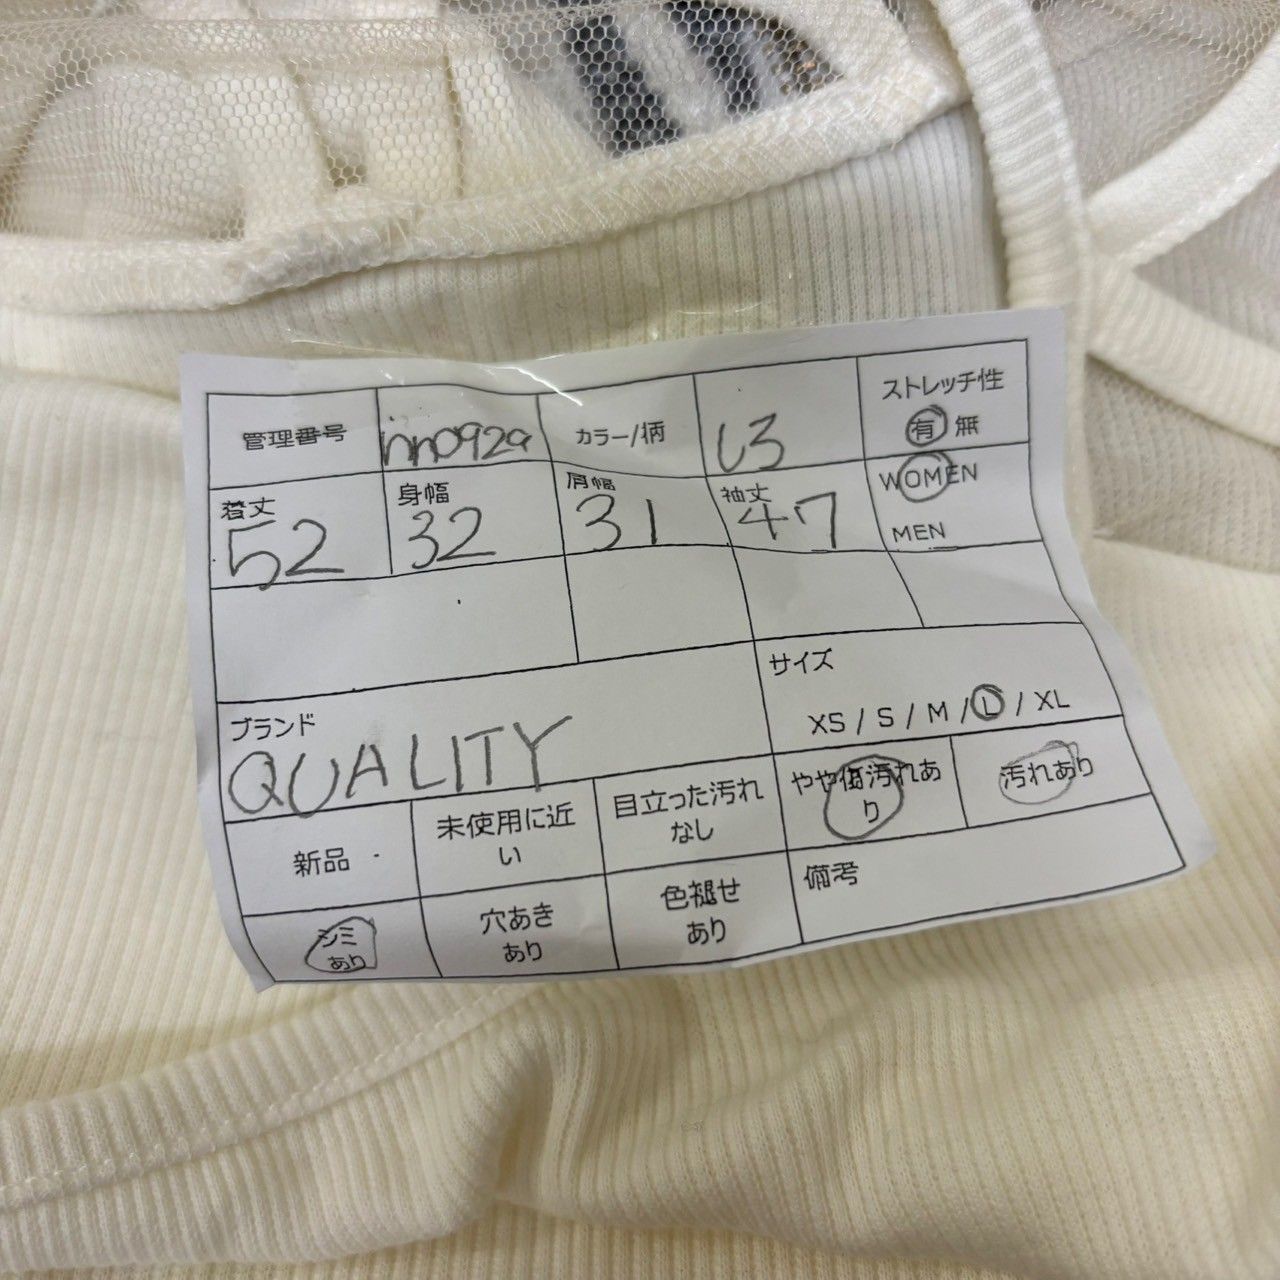 管理番号 nn0929 カラー/柄 しろ ストレッチ性
有 無
着丈 身幅 肩幅 袖丈 WOMEN
52 32 31 47 MEN
サイズ
XS / S / M / L / XL
ブランド
QUALITY
新品 未使用に近 目立った汚れ やや傷汚れあ 汚れあり
い なし り
シミ 穴あき 色褪せ 備考
あり あり あり